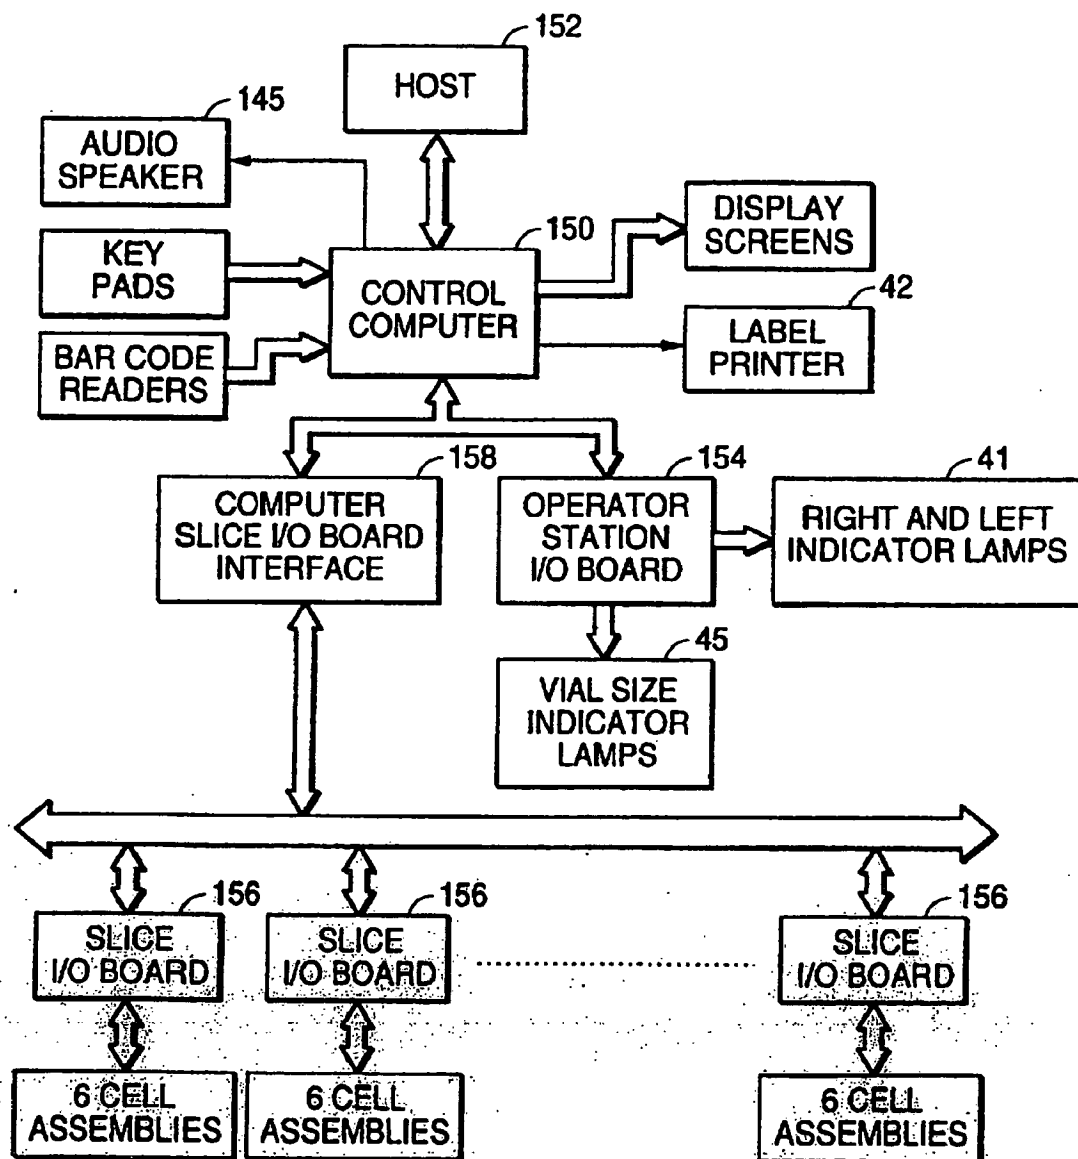 152
HOST
145
AUDIO
SPEAKER
KEY
PADS
BAR CODE
READERS
150
CONTROL
COMPUTER
DISPLAY
SCREENS
42
LABEL
PRINTER
158
COMPUTER
SLICE I/O BOARD
INTERFACE
154
OPERATOR
STATION
I/O BOARD
41
RIGHT AND LEFT
INDICATOR LAMPS
45
VIAL SIZE
INDICATOR
LAMPS
156
SLICE
I/O BOARD
156
SLICE
I/O BOARD
156
SLICE
I/O BOARD
6 CELL
ASSEMBLIES
6 CELL
ASSEMBLIES
6 CELL
ASSEMBLIES